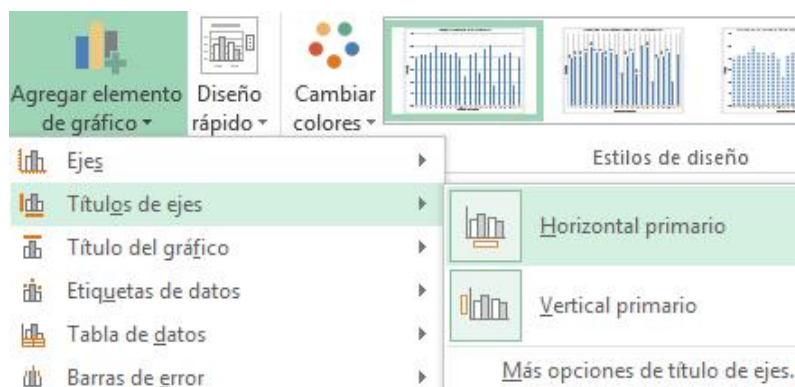 Agregar elemento
de gráfico
Diseño
rápido
Cambiar
colores
Estilos de diseño
Ejes
Títulos de ejes
Título del gráfico
Etiquetas de datos
Tabla de datos
Barras de error
Horizontal primario
Vertical primario
Más opciones de título de ejes.